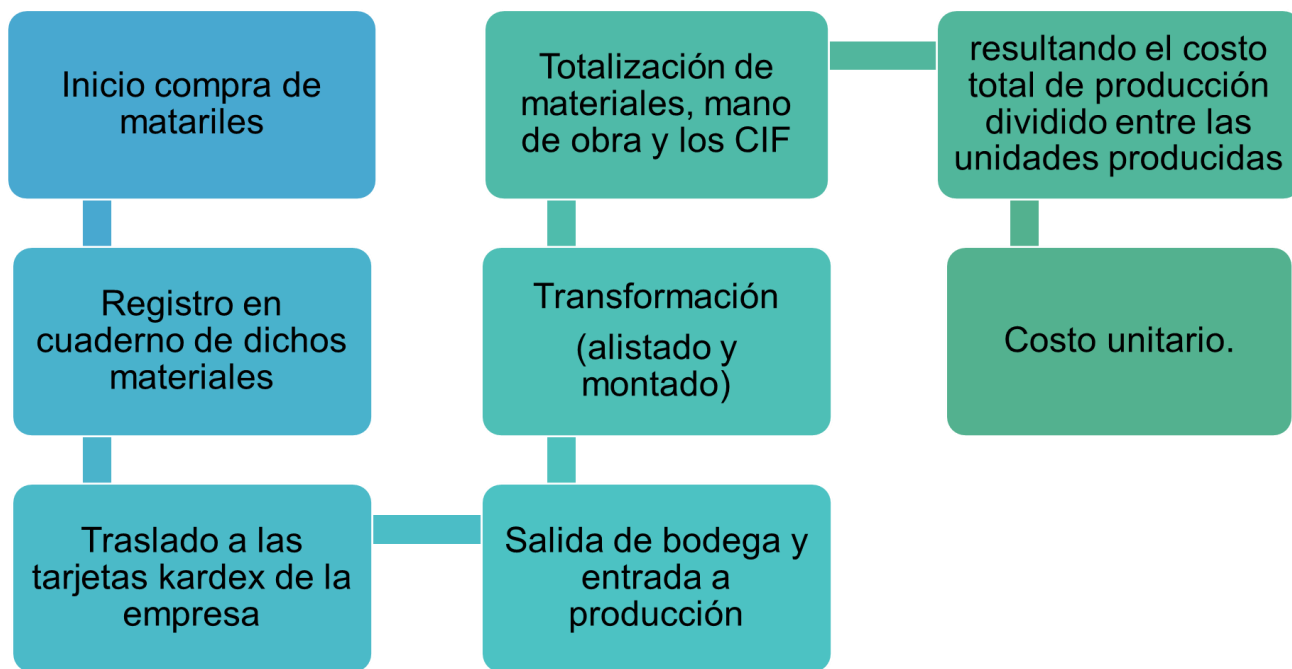 Inicio compra de
matariles
Registro en
cuaderno de dichos
materiales
Traslado a las
tarjetas kardex de la
empresa
Salida de bodega y
entrada a
producción
Transformación
(alistado y
montado)
Totalización de
materiales, mano
de obra y los CIF
resultando el costo
total de producción
dividido entre las
unidades producidas
Costo unitario.